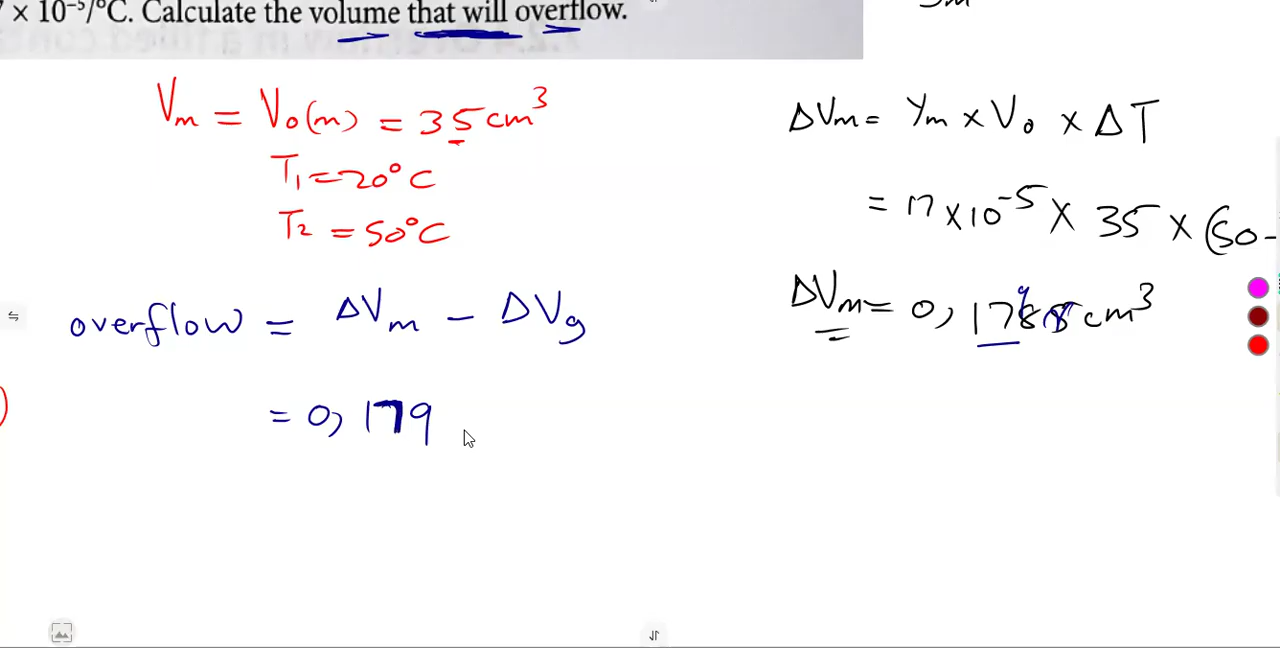 × 10⁻⁵/°C. Calculate the volume that will overflow.
Vm = V₀(m) = 35 cm³
T₁ = 20°C
T₂ = 50°C
overflow = ΔVm − ΔVg
= 0,179
ΔVm = γm × V₀ × ΔT
= 17 × 10⁻⁵ × 35 × (50-
ΔVm = 0,179 cm³